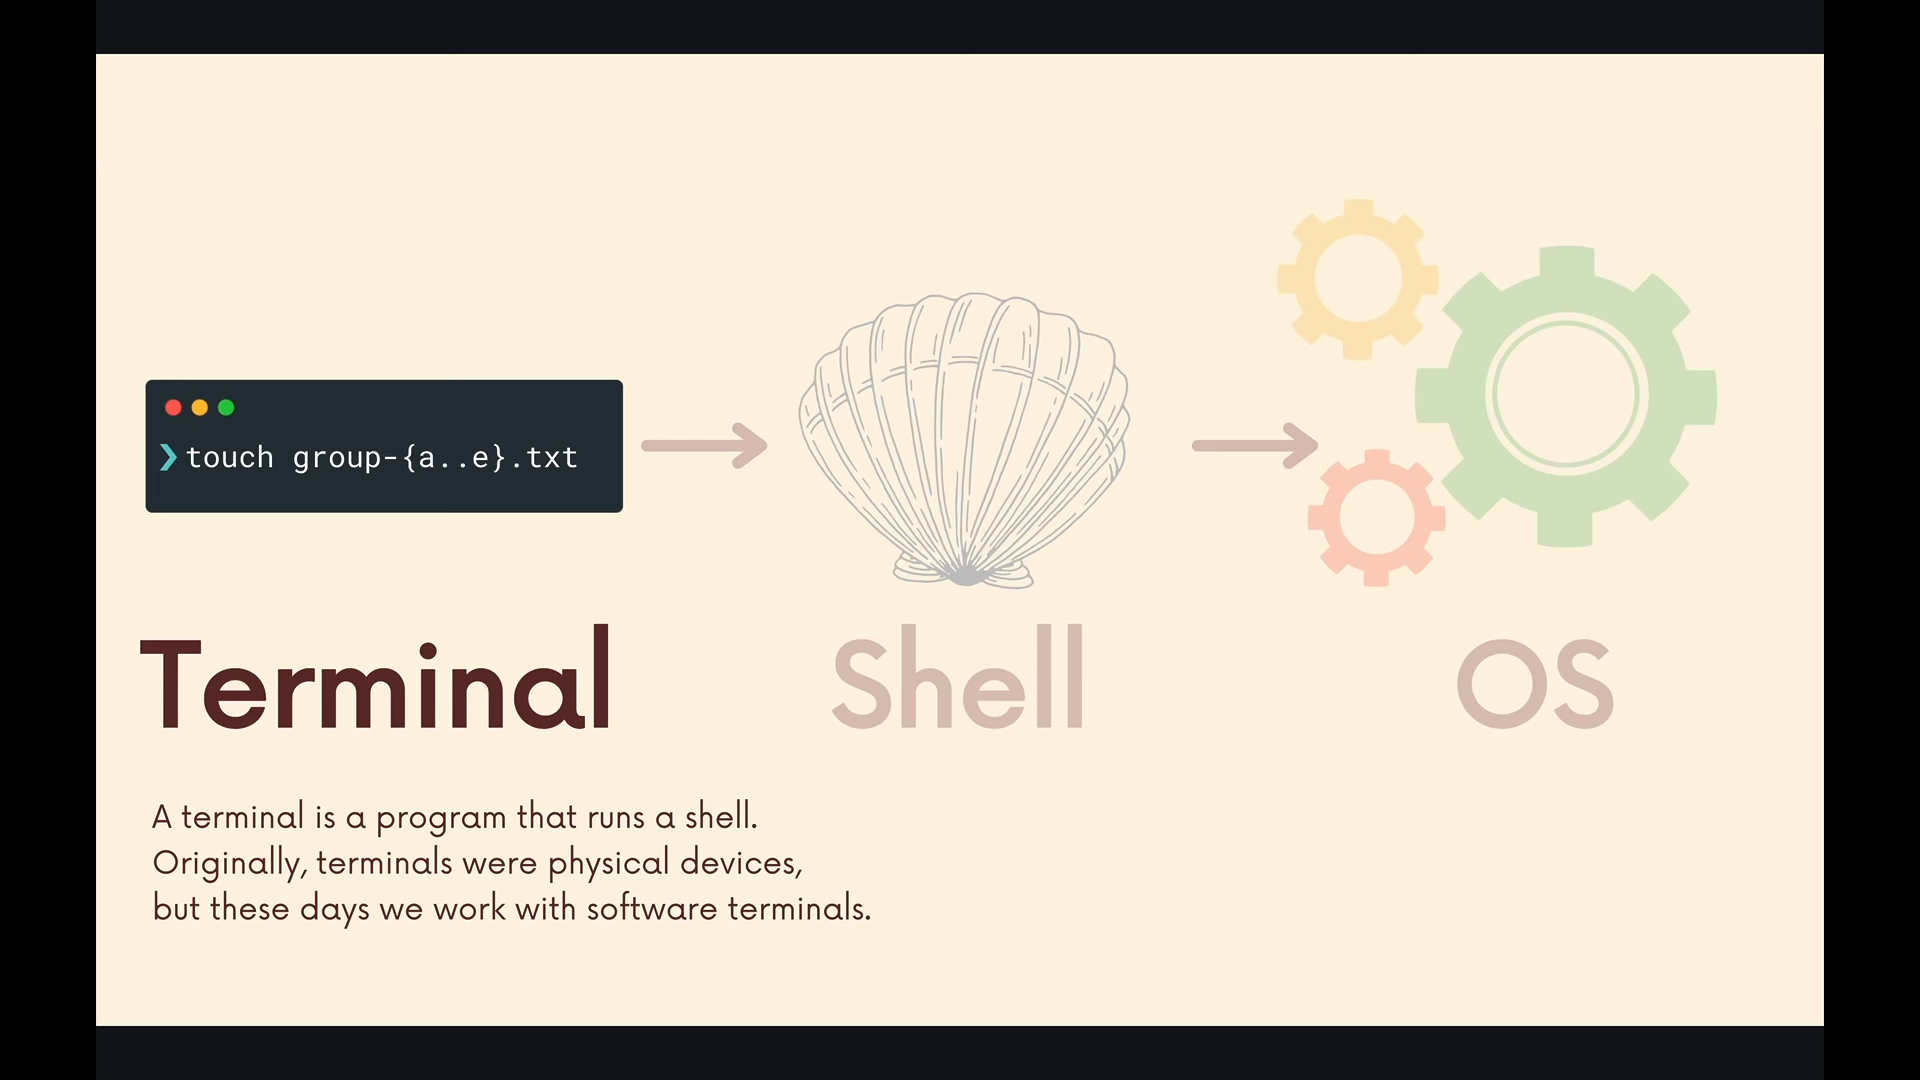 ❯ touch group-{a..e}.txt
Terminal
Shell
OS
A terminal is a program that runs a shell.
Originally, terminals were physical devices,
but these days we work with software terminals.